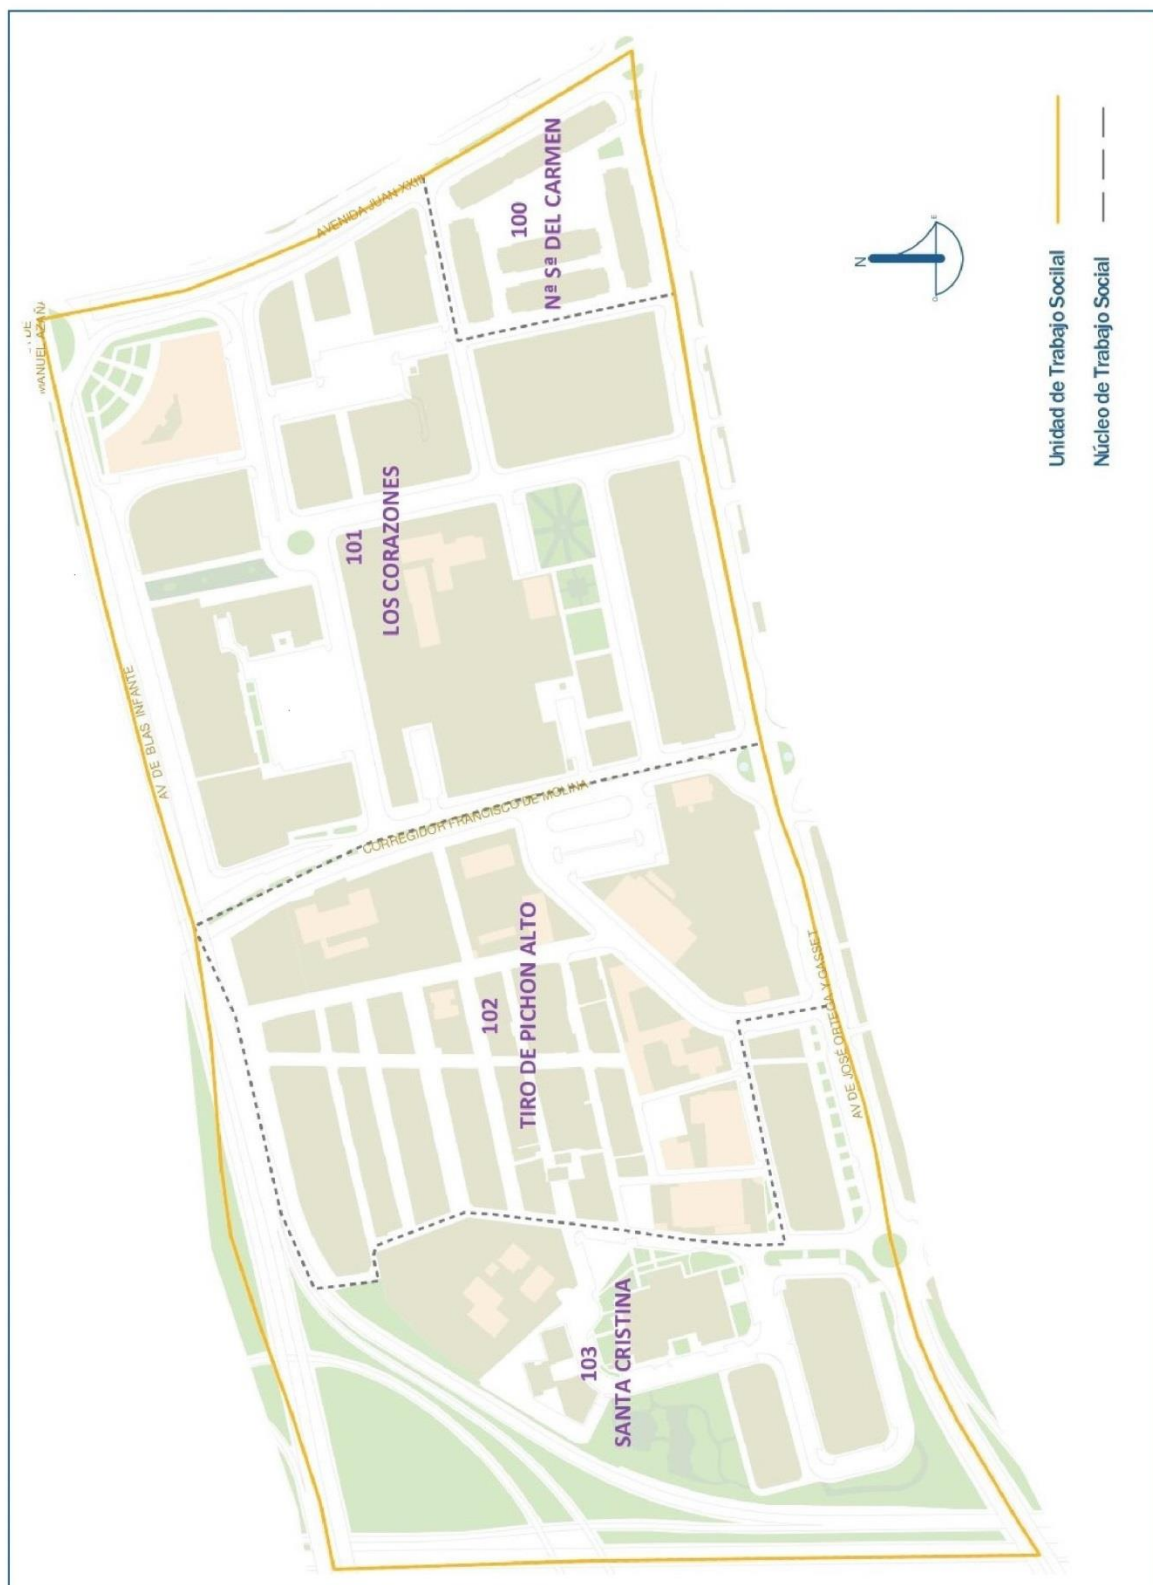 MANUEL AZAÑA
AVENIDA JUAN XXIII
100
Nª Sª DEL CARMEN
101
LOS CORAZONES
AV DE BLAS INFANTE
CORREGIDOR FRANCISCO DE MOLINA
102
TIRO DE PICHON ALTO
AV DE JOSÉ ORTEGA Y GASSET
103
SANTA CRISTINA
N
E
O
Unidad de Trabajo Socilal
Núcleo de Trabajo Social